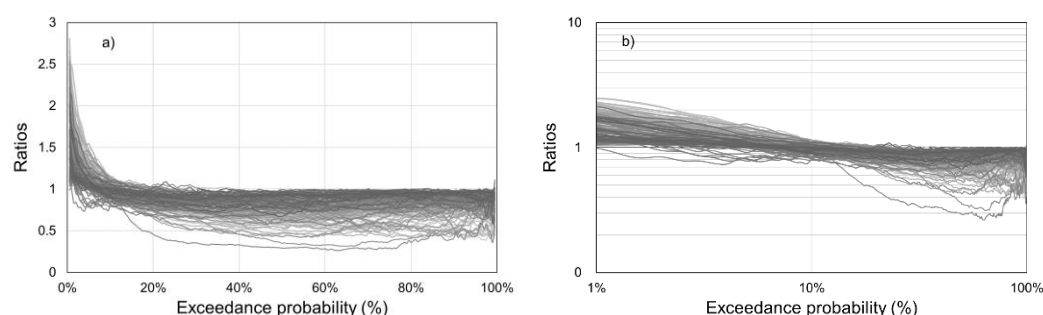 a)
3
2.5
2
1.5
1
0.5
0
Ratios
0% 20% 40% 60% 80% 100%
Exceedance probability (%)
b)
10
1
0
Ratios
1% 10% 100%
Exceedance probability (%)